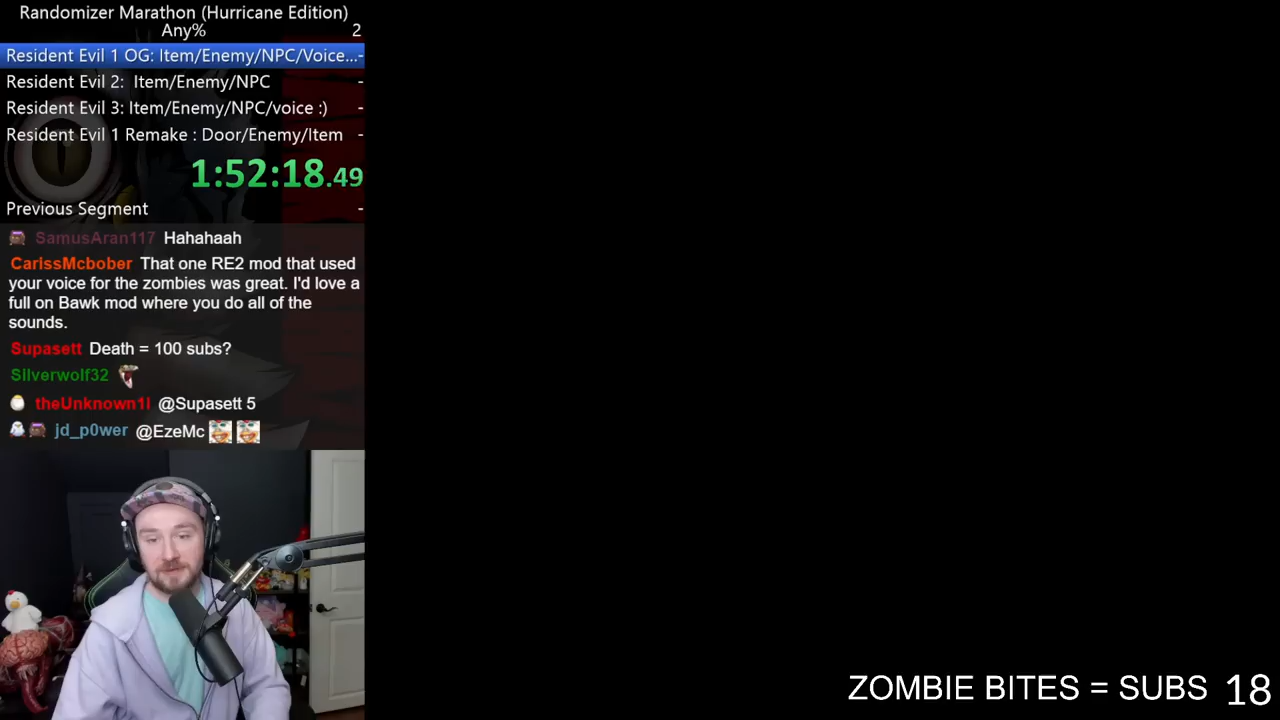 Randomizer Marathon (Hurricane Edition)
Any% 2
Resident Evil 1 OG: Item/Enemy/NPC/Voice... -
Resident Evil 2: Item/Enemy/NPC -
Resident Evil 3: Item/Enemy/NPC/voice :) -
Resident Evil 1 Remake : Door/Enemy/Item -
1:52:18.49
Previous Segment -
SamusAran117 Hahahaah
CarissMcbober That one RE2 mod that used
your voice for the zombies was great. I'd love a
full on Bawk mod where you do all of the
sounds.
Supasett Death = 100 subs?
Silverwolf32
theUnknown1l @Supasett 5
jd_p0wer @EzeMc
ZOMBIE BITES = SUBS 18